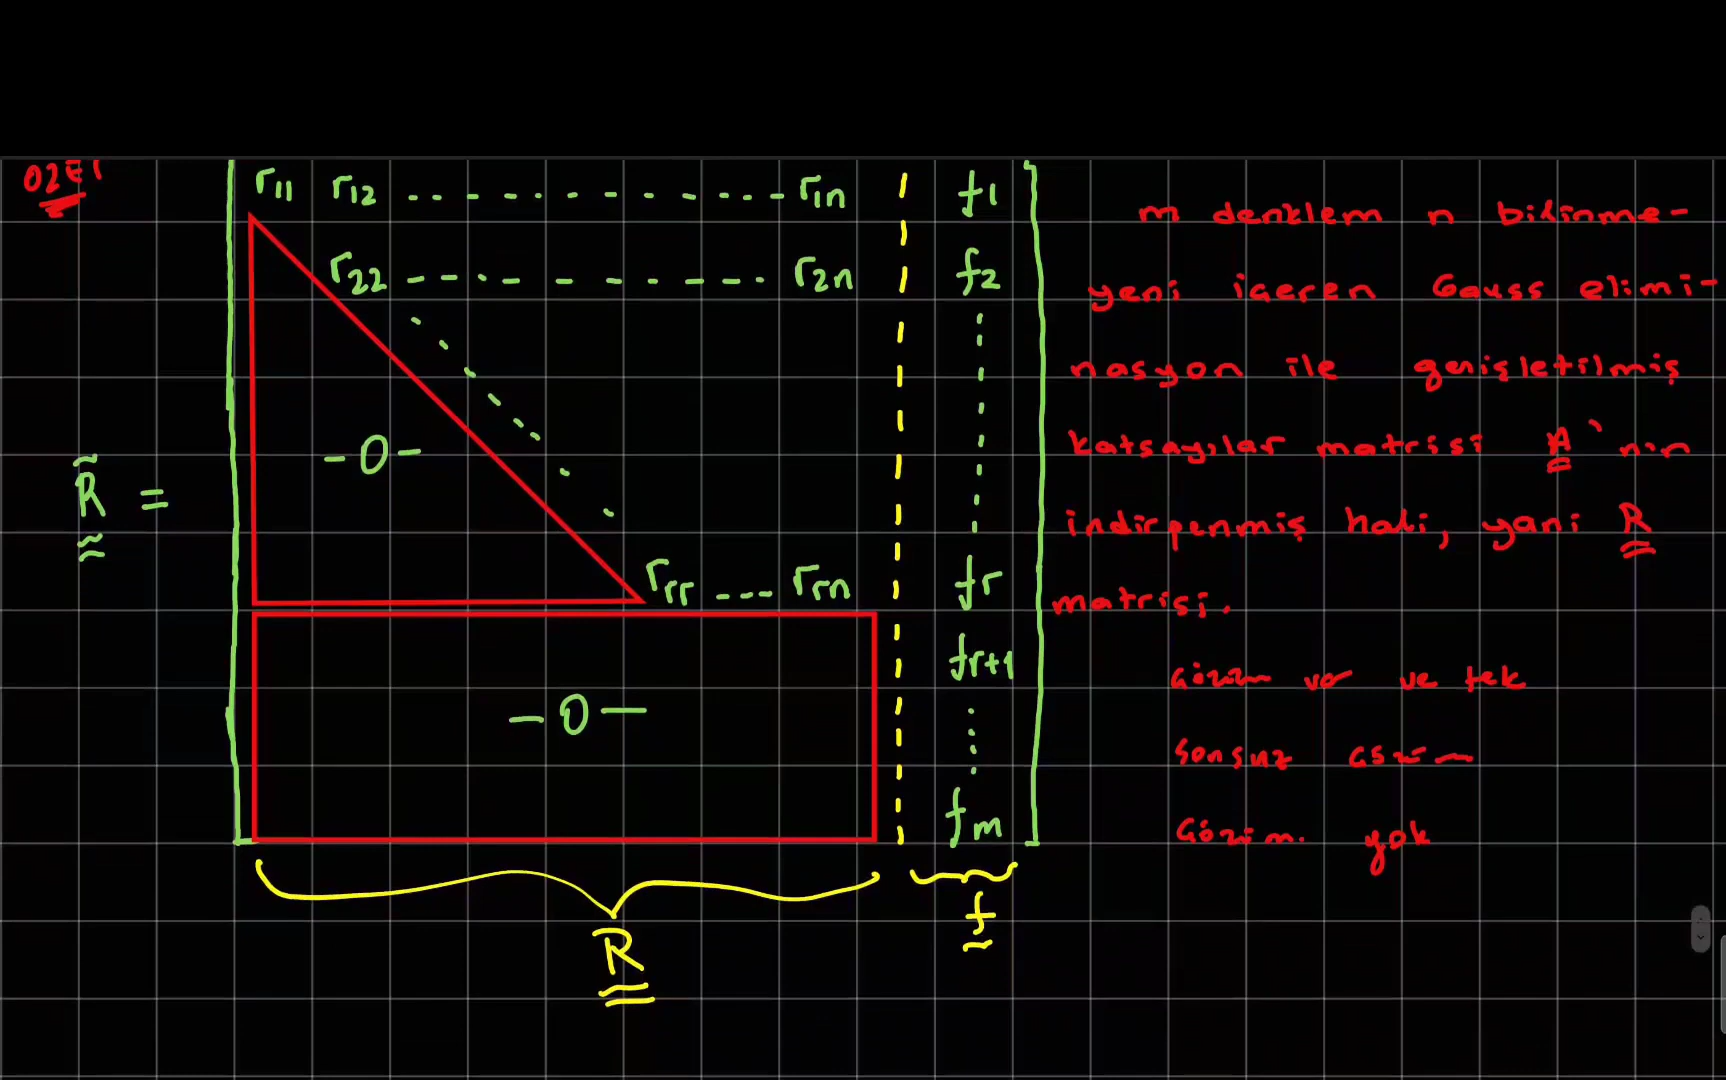 ÖZET
r11 r12 - - - - - - - - - - r1n f1
r22 - - - - - - - - - r2n f2
-0-
R̃ =
rrr - - - rrn fr
fr+1
-0-
fm
R
f
m denklem n bilinme-
yeni içeren Gauss elimi-
nasyon ile genişletilmiş
katsayılar matrisi A'nın
indirgenmiş hali, yani R
matrisi.
Çözüm var ve tek
Sonsuz çözüm
Çözüm yok